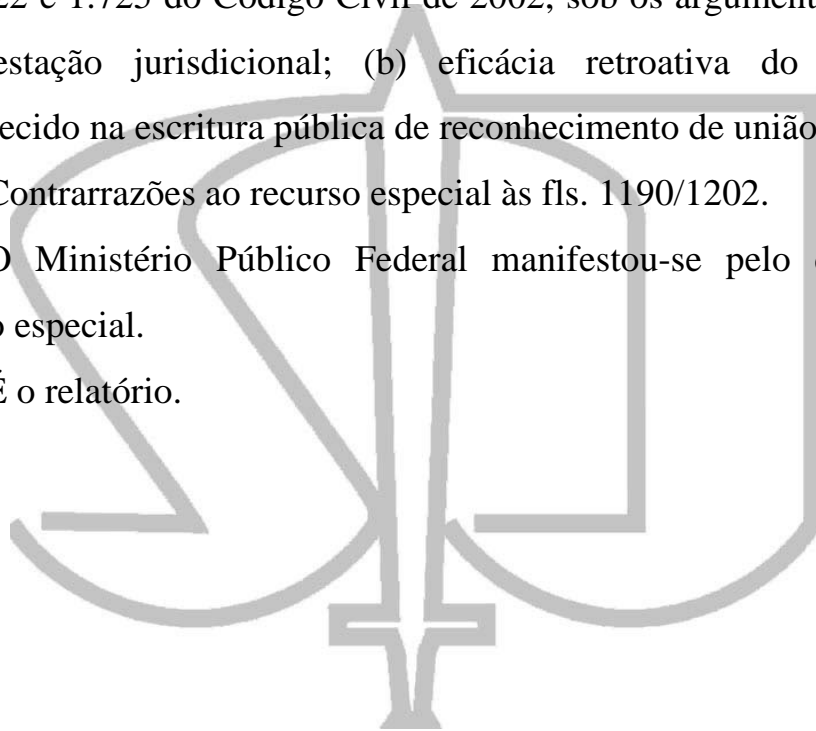 22 e 1.725 do Código Civil de 2002, sob os argument
estação jurisdicional; (b) eficácia retroativa do
ecido na escritura pública de reconhecimento de união
Contrarrazões ao recurso especial às fls. 1190/1202.
O Ministério Público Federal manifestou-se pelo
o especial.
É o relatório.